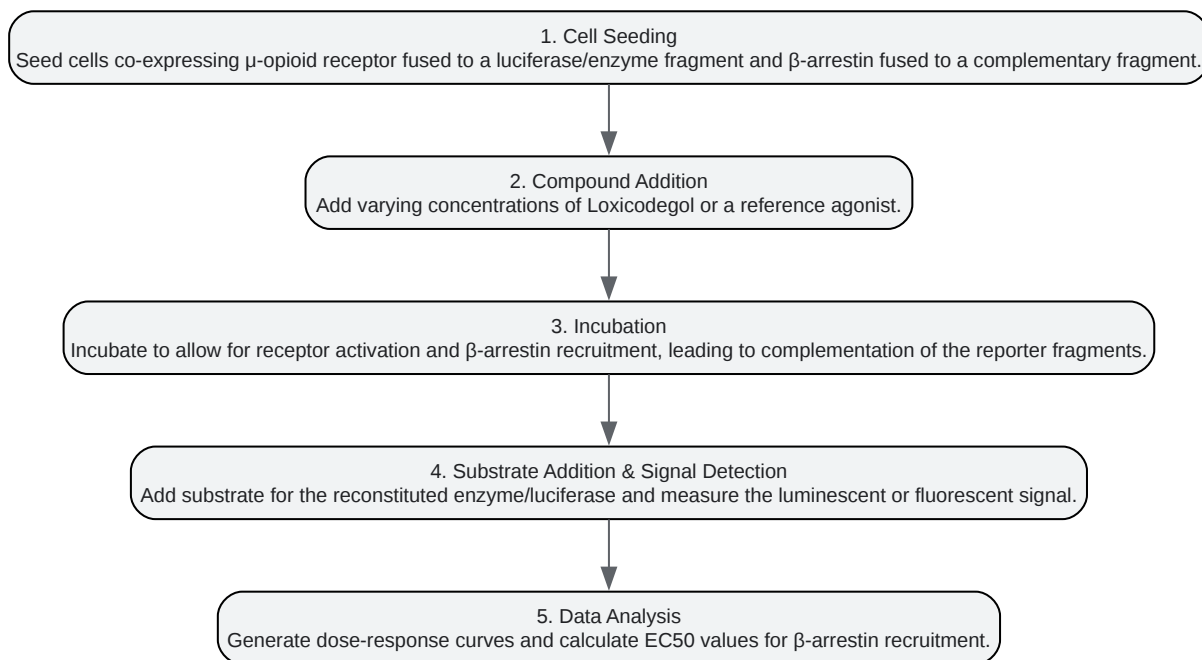 1. Cell Seeding
Seed cells co-expressing μ-opioid receptor fused to a luciferase/enzyme fragment and β-arrestin fused to a complementary fragment.
2. Compound Addition
Add varying concentrations of Loxicodegol or a reference agonist.
3. Incubation
Incubate to allow for receptor activation and β-arrestin recruitment, leading to complementation of the reporter fragments.
4. Substrate Addition & Signal Detection
Add substrate for the reconstituted enzyme/luciferase and measure the luminescent or fluorescent signal.
5. Data Analysis
Generate dose-response curves and calculate EC50 values for β-arrestin recruitment.